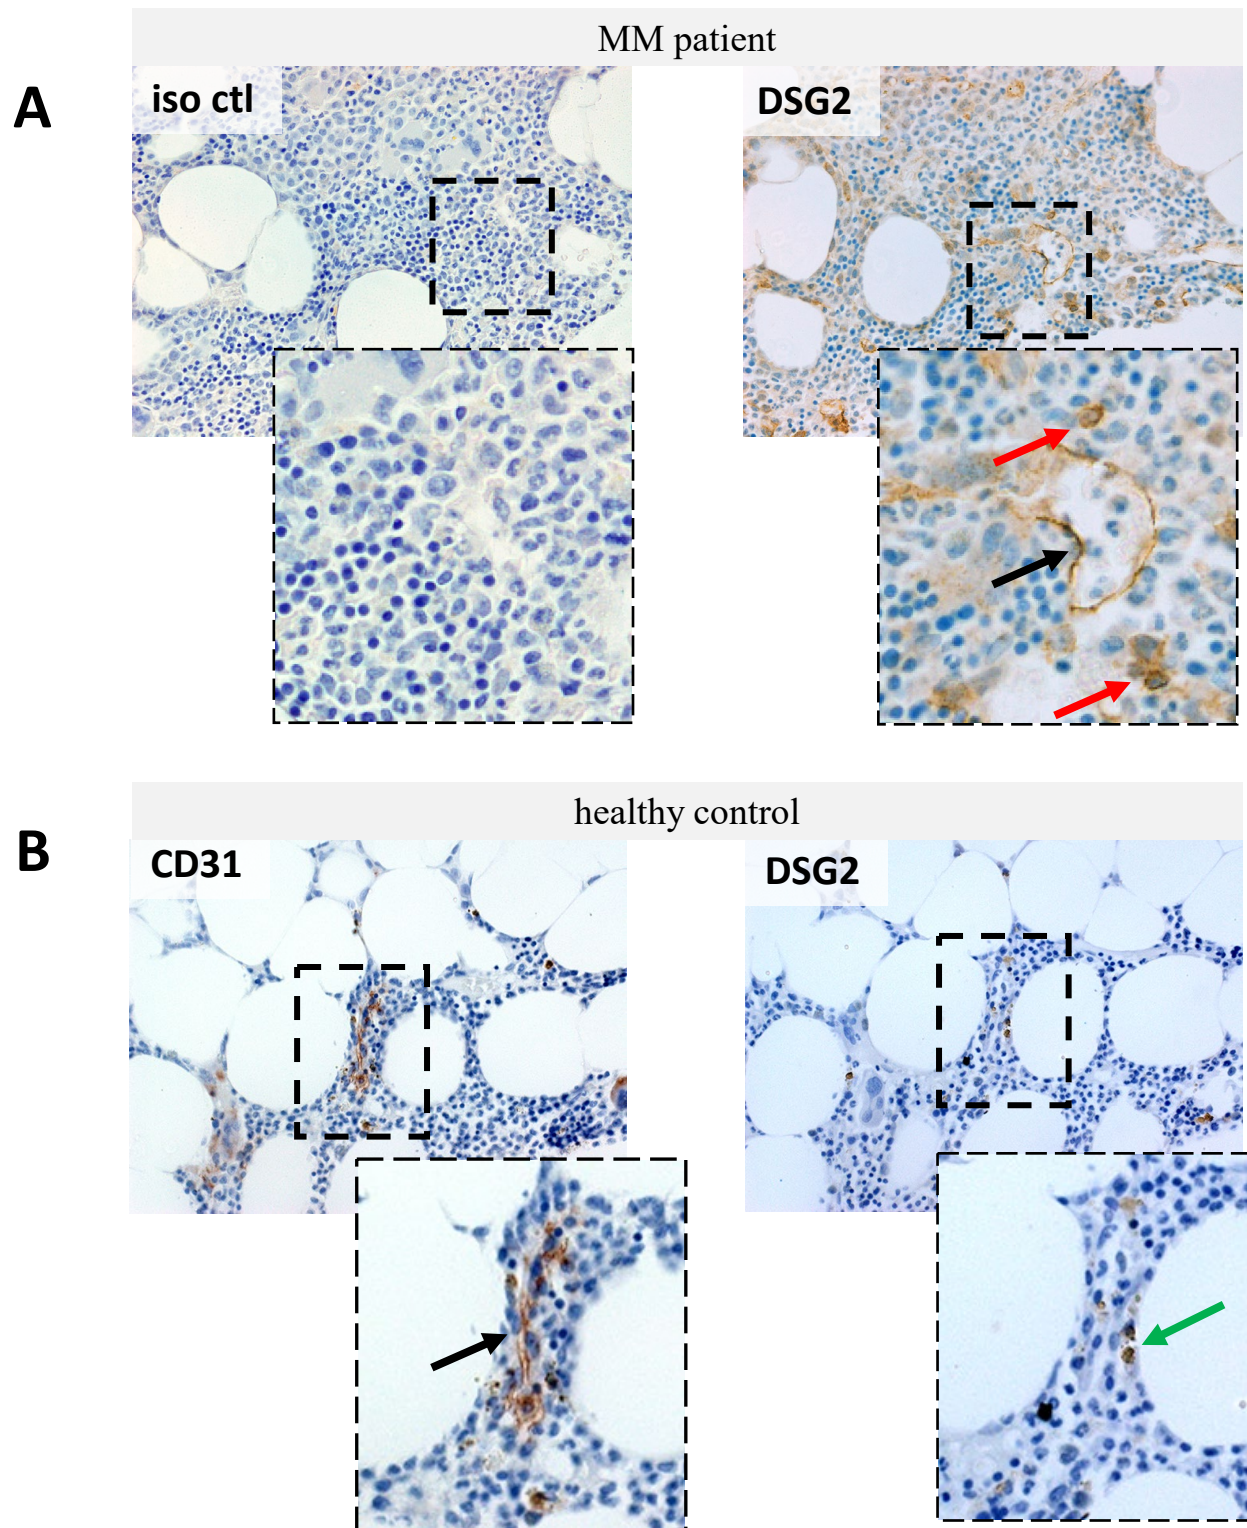 MM patient
A
iso ctl
DSG2
healthy control
B
CD31
DSG2